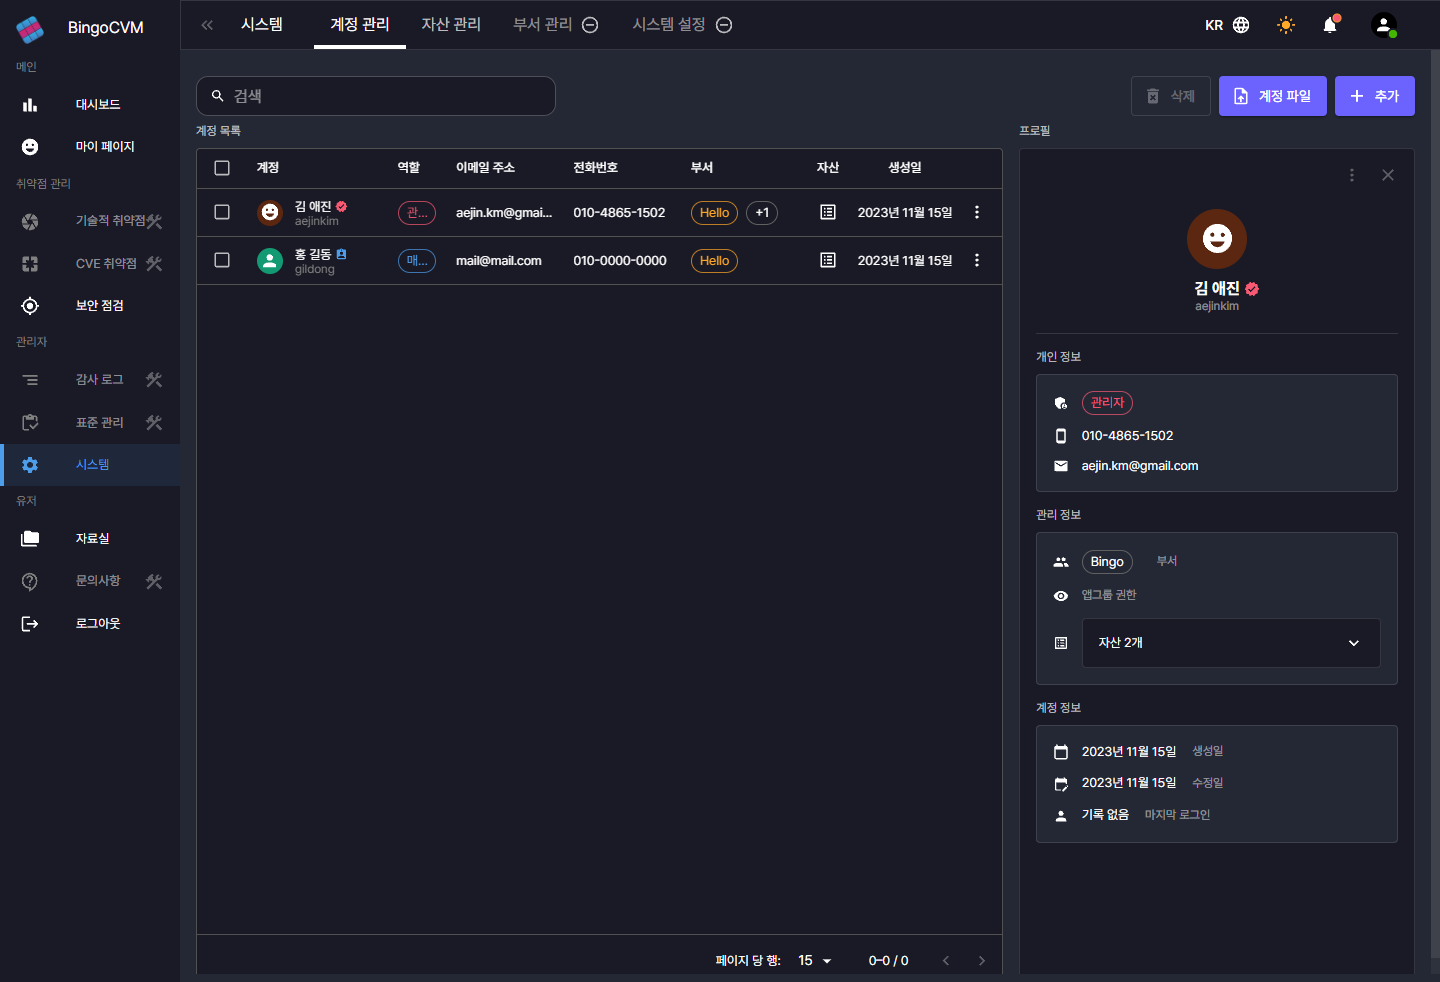 BingoCVM
메인
대시보드
마이 페이지
취약점 관리
기술적 취약점
CVE 취약점
보안 점검
관리자
감사 로그
표준 관리
시스템
유저
자료실
문의사항
로그아웃
시스템 계정 관리 자산 관리 부서 관리 시스템 설정 KR
검색 삭제 계정 파일 추가
계정 목록
계정 역할 이메일 주소 전화번호 부서 자산 생성일
김 애진 관... aejin.km@gmai... 010-4865-1502 Hello +1 2023년 11월 15일
aejinkim
홍 길동 매... mail@mail.com 010-0000-0000 Hello 2023년 11월 15일
gildong
페이지 당 행: 15 0–0 / 0
프로필
김 애진
aejinkim
개인 정보
관리자
010-4865-1502
aejin.km@gmail.com
관리 정보
Bingo 부서
앱그룹 권한
자산 2개
계정 정보
2023년 11월 15일 생성일
2023년 11월 15일 수정일
기록 없음 마지막 로그인